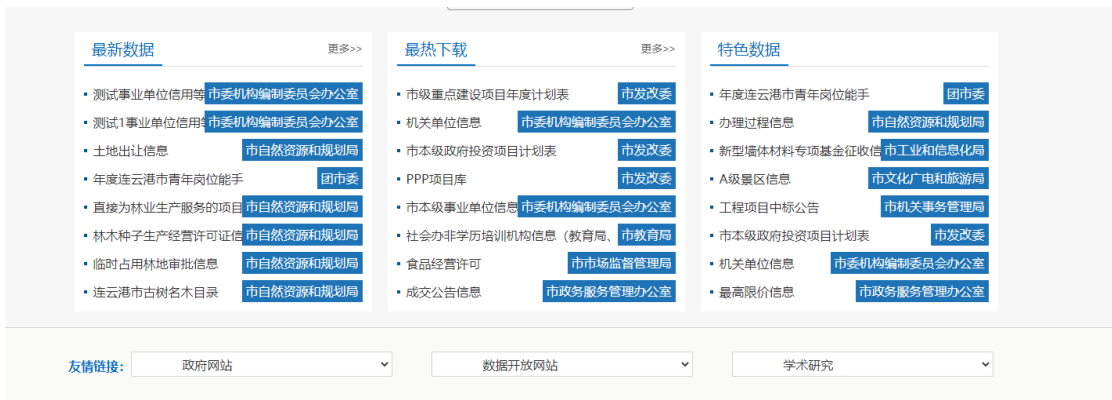 最新数据 更多>>
测试事业单位信用等 市委机构编制委员会办公室
测试1事业单位信用 市委机构编制委员会办公室
土地出让信息 市自然资源和规划局
年度连云港市青年岗位能手 团市委
直接为林业生产服务的项目 市自然资源和规划局
林木种子生产经营许可证信 市自然资源和规划局
临时占用林地审批信息 市自然资源和规划局
连云港市古树名木目录 市自然资源和规划局
最热下载 更多>>
市级重点建设项目年度计划表 市发改委
机关单位信息 市委机构编制委员会办公室
市本级政府投资项目计划表 市发改委
PPP项目库 市发改委
市本级事业单位信息 市委机构编制委员会办公室
社会办非学历培训机构信息（教育局、 市教育局
食品经营许可 市市场监督管理局
成交公告信息 市政务服务管理办公室
特色数据
年度连云港市青年岗位能手 团市委
办理过程信息 市自然资源和规划局
新型墙体材料专项基金征收信 市工业和信息化局
A级景区信息 市文化广电和旅游局
工程项目中标公告 市机关事务管理局
市本级政府投资项目计划表 市发改委
机关单位信息 市委机构编制委员会办公室
最高限价信息 市政务服务管理办公室
友情链接： 政府网站 数据开放网站 学术研究